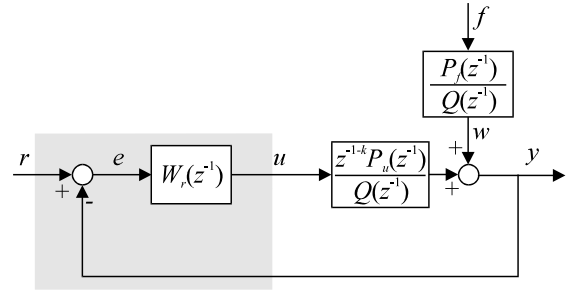 f
P_f(z^{-1})
Q(z^{-1})
w
r
+
-
e
W_r(z^{-1})
u
z^{-1-k}P_u(z^{-1})
Q(z^{-1})
+
+
y